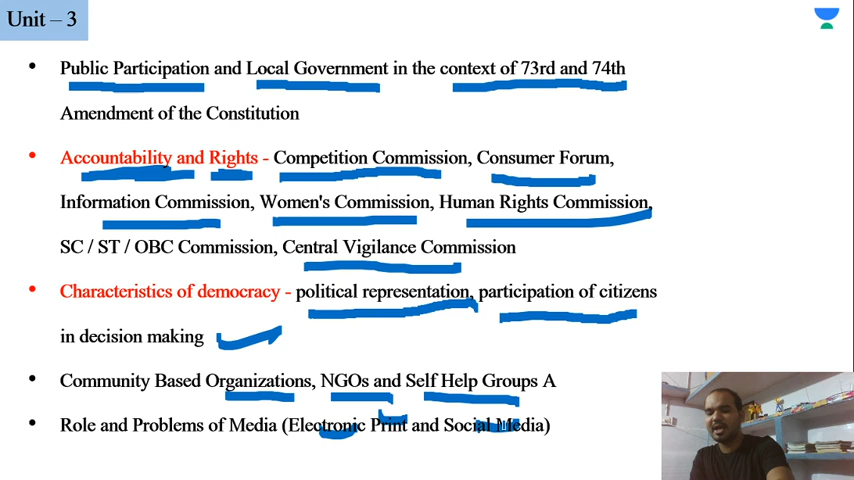 Unit – 3
• Public Participation and Local Government in the context of 73rd and 74th
Amendment of the Constitution
• Accountability and Rights - Competition Commission, Consumer Forum,
Information Commission, Women's Commission, Human Rights Commission,
SC / ST / OBC Commission, Central Vigilance Commission
• Characteristics of democracy - political representation, participation of citizens
in decision making
• Community Based Organizations, NGOs and Self Help Groups A
• Role and Problems of Media (Electronic Print and Social Media)